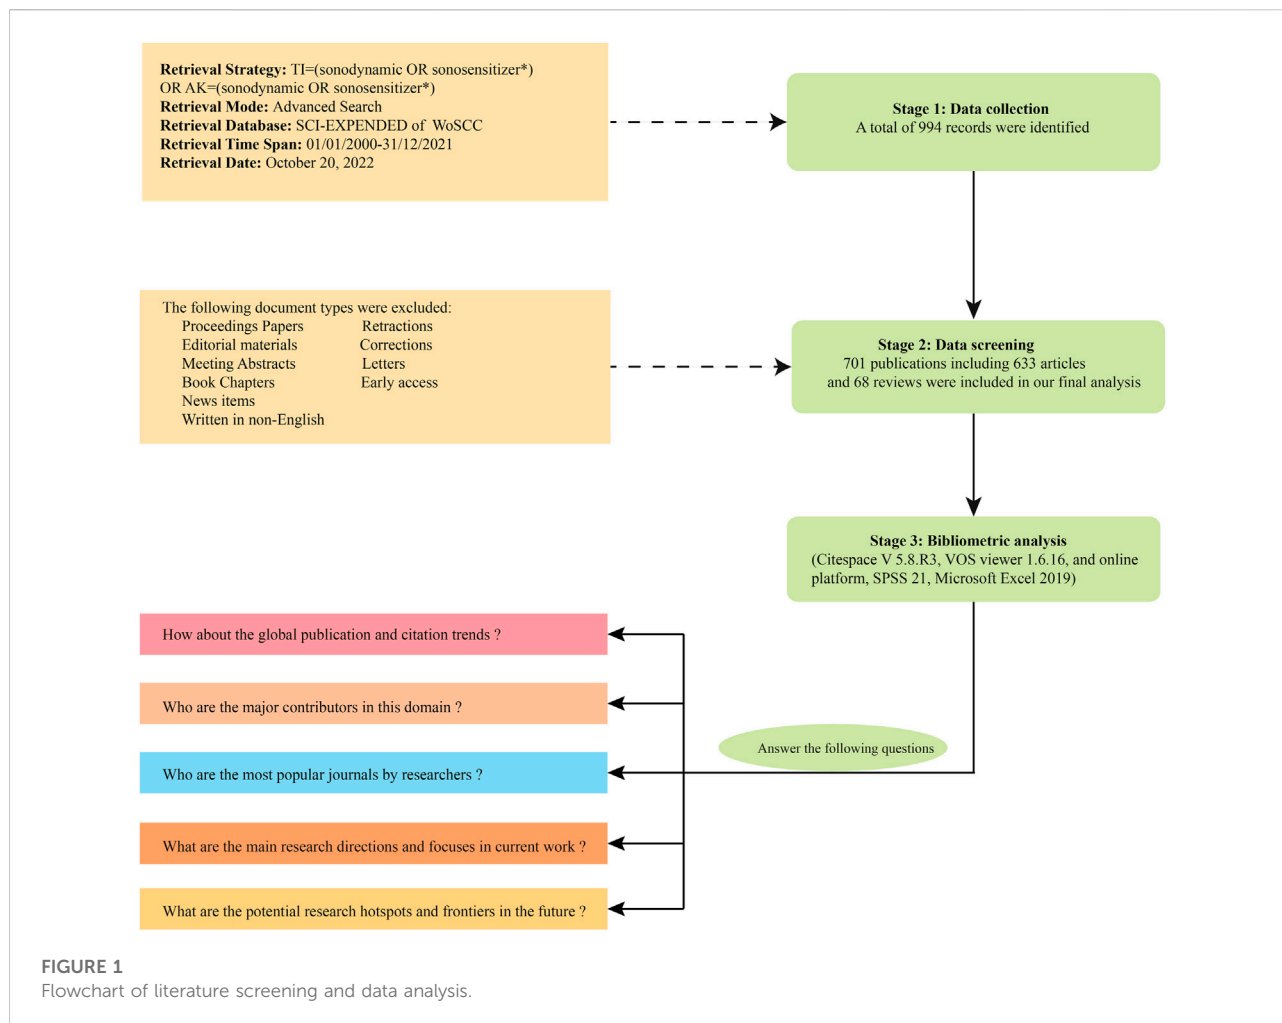 Retrieval Strategy: TI=(sonodynamic OR sonosensitizer*)
OR AK=(sonodynamic OR sonosensitizer*)
Retrieval Mode: Advanced Search
Retrieval Database: SCI-EXPENDED of WoSCC
Retrieval Time Span: 01/01/2000-31/12/2021
Retrieval Date: October 20, 2022
Stage 1: Data collection
A total of 994 records were identified
The following document types were excluded:
Proceedings Papers Retractions
Editorial materials Corrections
Meeting Abstracts Letters
Book Chapters Early access
News items
Written in non-English
Stage 2: Data screening
701 publications including 633 articles
and 68 reviews were included in our final analysis
Stage 3: Bibliometric analysis
(Citespace V 5.8.R3, VOS viewer 1.6.16, and online
platform, SPSS 21, Microsoft Excel 2019)
Answer the following questions
How about the global publication and citation trends ?
Who are the major contributors in this domain ?
Who are the most popular journals by researchers ?
What are the main research directions and focuses in current work ?
What are the potential research hotspots and frontiers in the future ?
FIGURE 1
Flowchart of literature screening and data analysis.